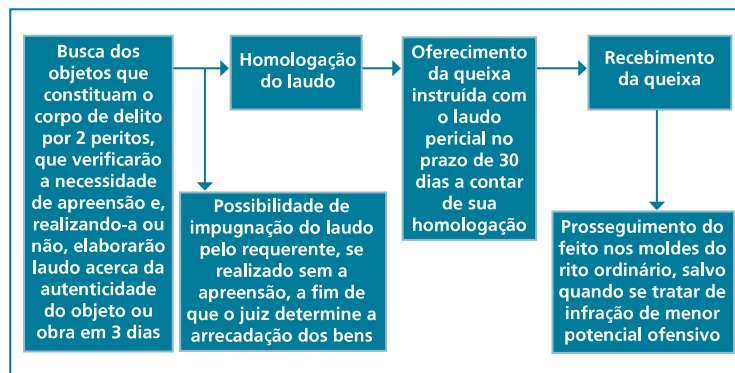 Busca dos
objetos que
constituam o
corpo de delito
por 2 peritos,
que verificarão
a necessidade
de apreensão e,
realizando-a ou
não, elaborarão
laudo acerca da
autenticidade
do objeto ou
obra em 3 dias
Homologação
do laudo
Possibilidade de
impugnação do laudo
pelo requerente, se
realizado sem a
apreensão, a fim de
que o juiz determine a
arrecadação dos bens
Oferecimento
da queixa
instruída com
o laudo
pericial no
prazo de 30
dias a contar
de sua
homologação
Recebimento
da queixa
Prosseguimento do
feito nos moldes do
rito ordinário, salvo
quando se tratar de
infração de menor
potencial ofensivo